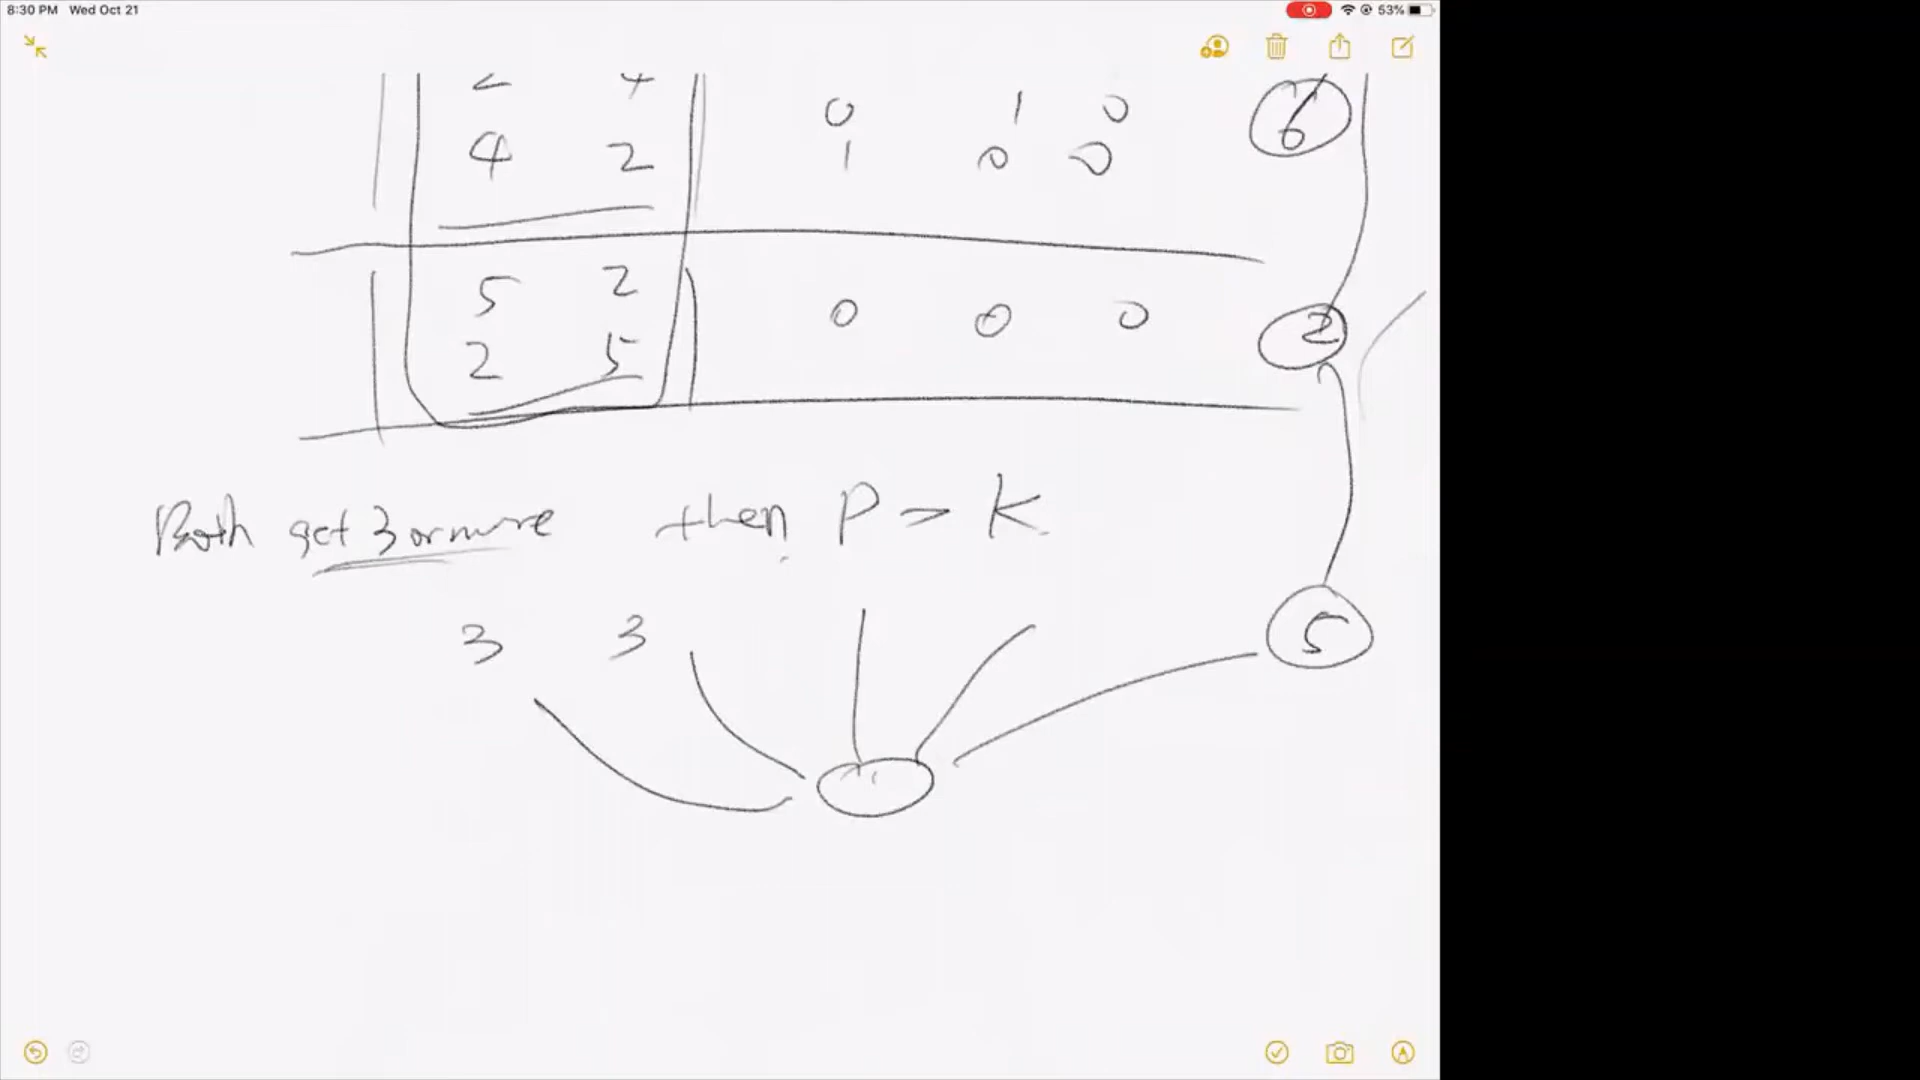 8:30 PM Wed Oct 21 53%
0 1 0 6
4 2 1 0 0
5 2
0 0 0 2
2 5
Both get 3 or more then P > K
3 3 5